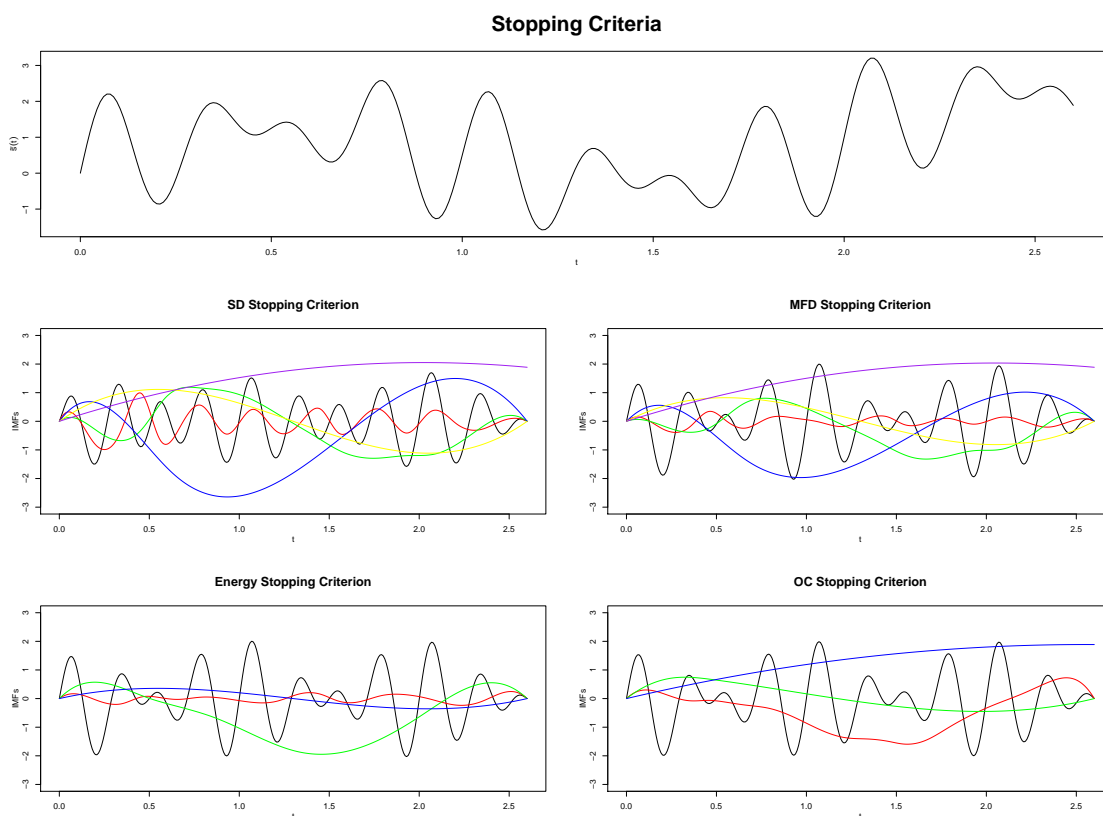 Stopping Criteria
3
2
1
0
−1
s̃(t)
0.0 0.5 1.0 1.5 2.0 2.5
t
SD Stopping Criterion
3
2
1
0
−1
−2
−3
IMFs
0.0 0.5 1.0 1.5 2.0 2.5
t
MFD Stopping Criterion
3
2
1
0
−1
−2
−3
IMFs
0.0 0.5 1.0 1.5 2.0 2.5
t
Energy Stopping Criterion
3
2
1
0
−1
−2
−3
IMFs
0.0 0.5 1.0 1.5 2.0 2.5
t
OC Stopping Criterion
3
2
1
0
−1
−2
−3
IMFs
0.0 0.5 1.0 1.5 2.0 2.5
t